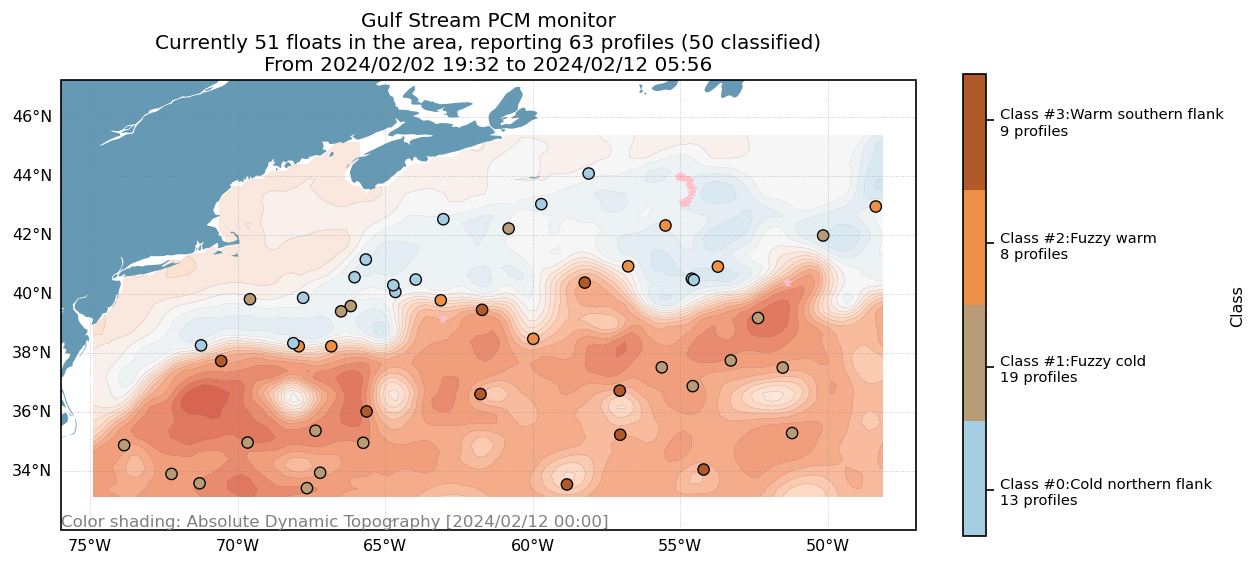 Gulf Stream PCM monitor
Currently 51 floats in the area, reporting 63 profiles (50 classified)
From 2024/02/02 19:32 to 2024/02/12 05:56
46°N
44°N
42°N
40°N
38°N
36°N
34°N
Color shading: Absolute Dynamic Topography [2024/02/12 00:00]
75°W
70°W
65°W
60°W
55°W
50°W
Class #3:Warm southern flank
9 profiles
Class #2:Fuzzy warm
8 profiles
Class #1:Fuzzy cold
19 profiles
Class #0:Cold northern flank
13 profiles
Class